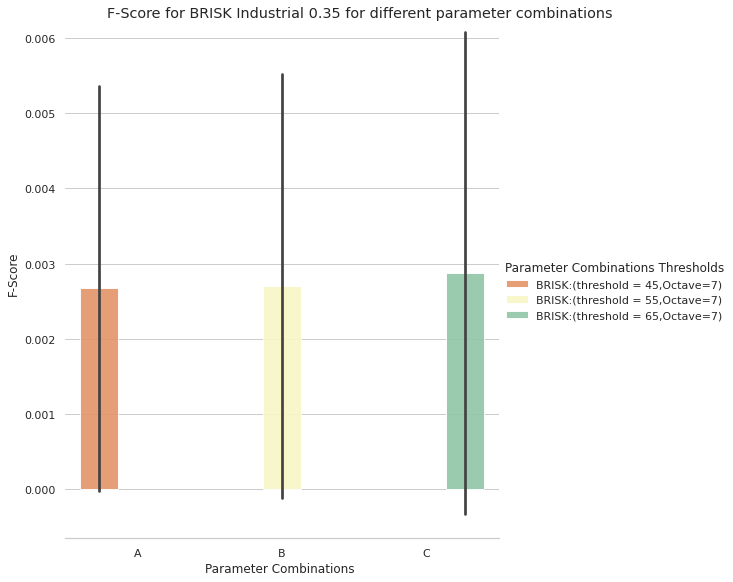 F-Score for BRISK Industrial 0.35 for different parameter combinations
0.006
0.005
0.004
0.003
0.002
0.001
0.000
F-Score
A B C
Parameter Combinations
Parameter Combinations Thresholds
BRISK:(threshold = 45,Octave=7)
BRISK:(threshold = 55,Octave=7)
BRISK:(threshold = 65,Octave=7)